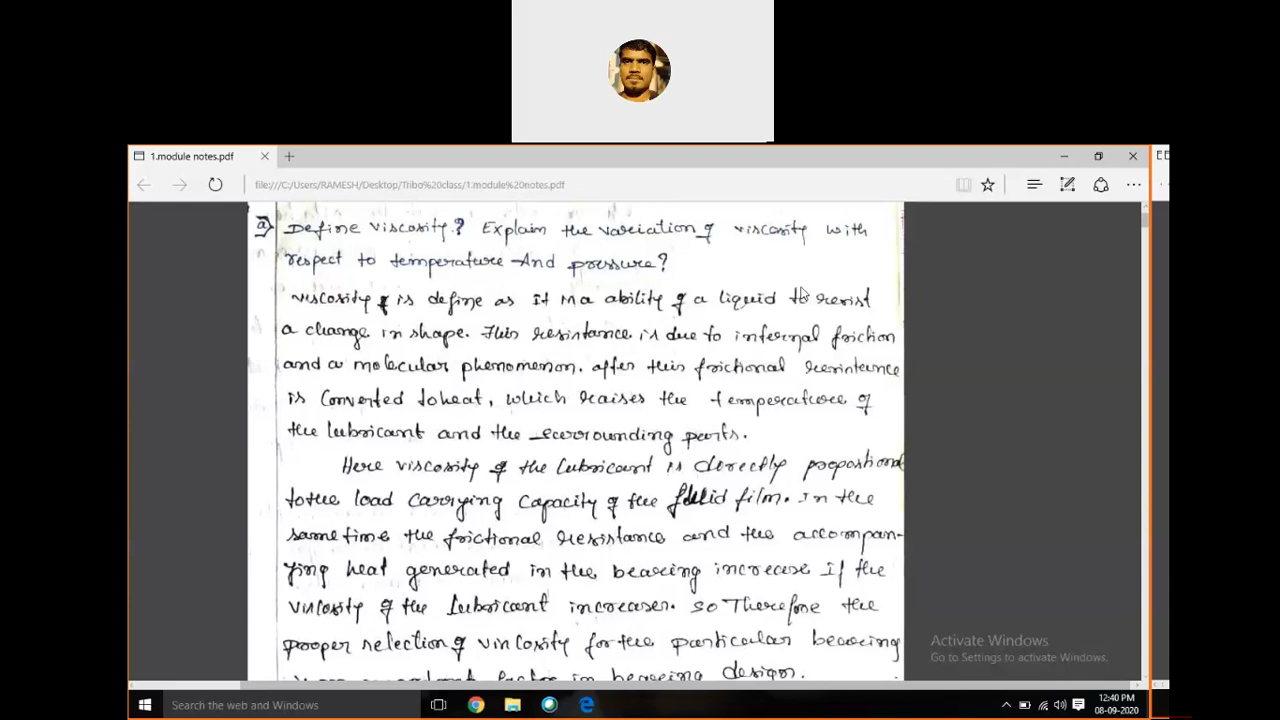 1.module notes.pdf
file:///C:/Users/RAMESH/Desktop/Tribo%20class/1.module%20notes.pdf
a) Define viscosity? Explain the variation of viscosity with
respect to temperature And pressure?
viscosity is define as it is a ability of a liquid to resist
a change in shape. This resistance is due to internal friction
and a molecular phenomenon. after this frictional resistance
is converted to heat, which raises the temperature of
the lubricant and the surrounding parts.
Here viscosity of the lubricant is directly proportional
to the load carrying capacity of the fluid film. In the
same time the frictional resistance and the accompan-
ying heat generated in the bearing increase If the
viscosity of the lubricant increases. so Therefore the
proper selection of viscosity for the particular bearing
in bearing design.
Activate Windows
Go to Settings to activate Windows.
Search the web and Windows
12:40 PM
08-09-2020